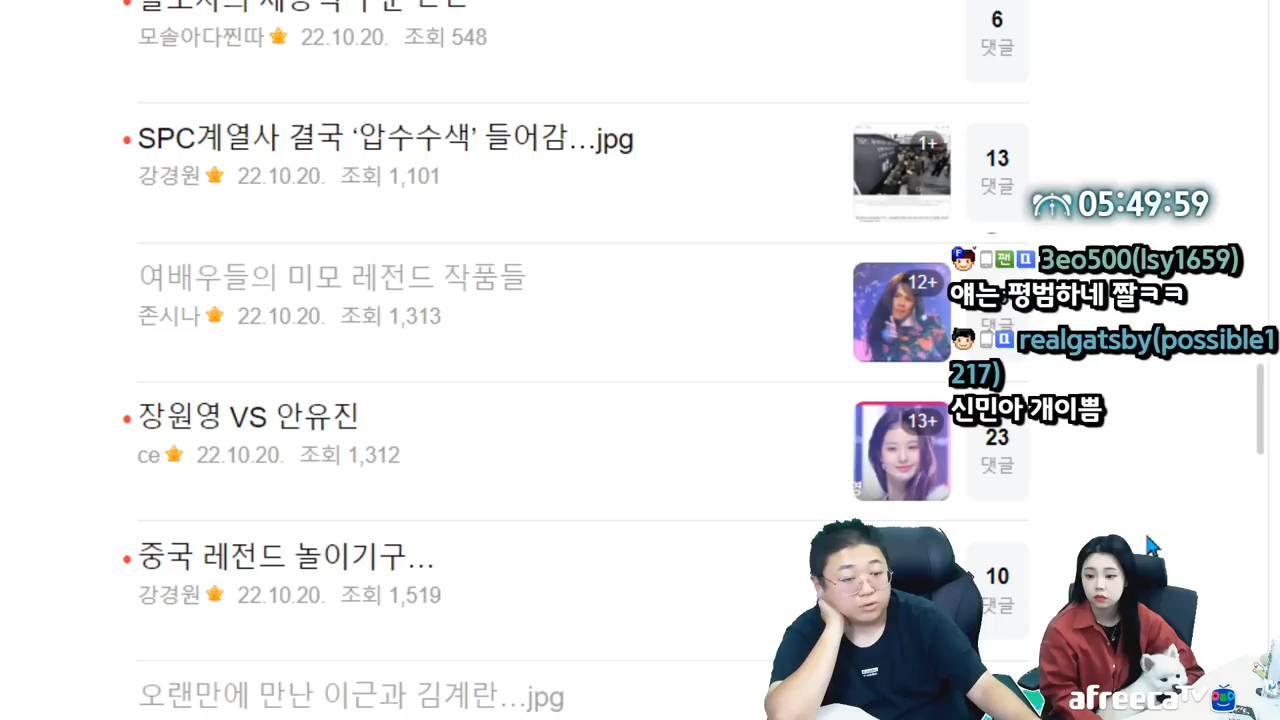 모솔아다찐따 22.10.20. 조회 548
6
댓글
SPC계열사 결국 ‘압수수색’ 들어감...jpg
강경원 22.10.20. 조회 1,101
1+
13
댓글
05:49:59
여배우들의 미모 레전드 작품들
존시나 22.10.20. 조회 1,313
12+
댓글
팬 3eo500(lsy1659)
얘는 평범하네 짤ㅋㅋ
realgatsby(possible1
217)
신민아 개이쁨
장원영 VS 안유진
ce 22.10.20. 조회 1,312
13+
23
댓글
중국 레전드 놀이기구...
강경원 22.10.20. 조회 1,519
10
댓글
오랜만에 만난 이근과 김계란...jpg
afreecaTV